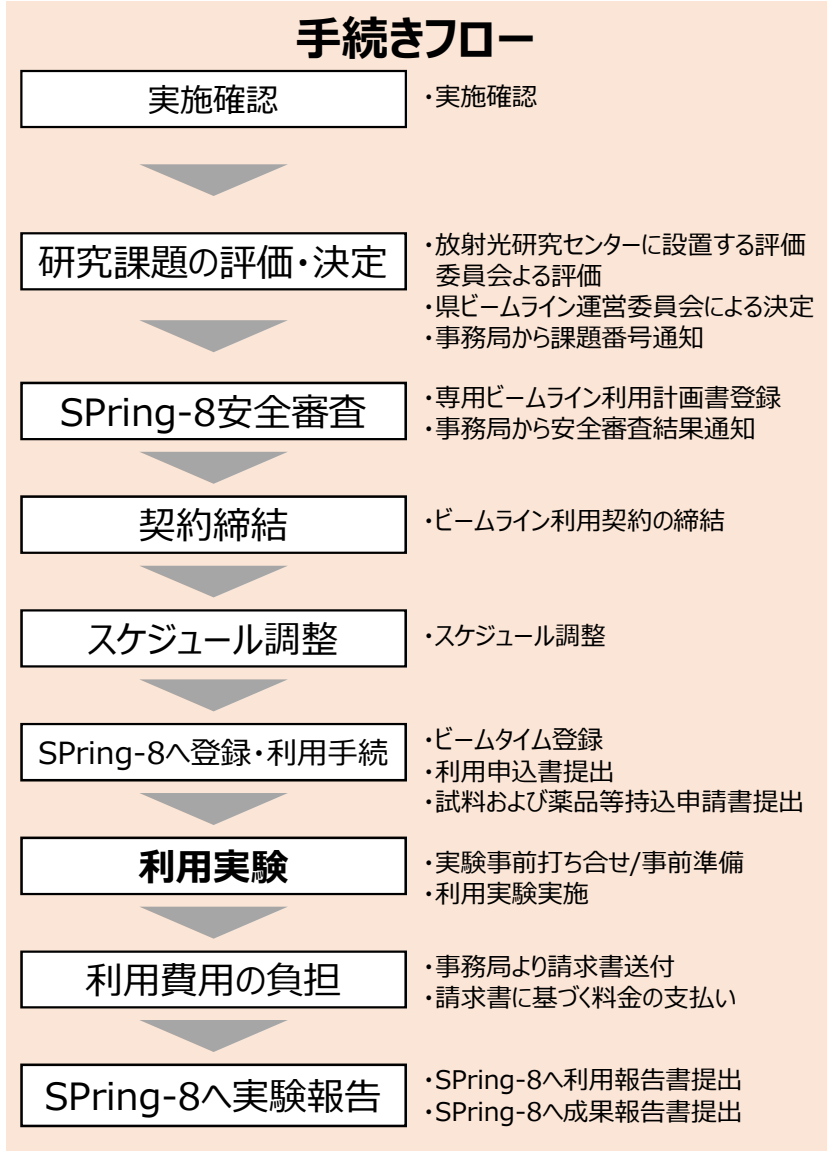 手続きフロー
実施確認
・実施確認
研究課題の評価・決定
・放射光研究センターに設置する評価
委員会よる評価
・県ビームライン運営委員会による決定
・事務局から課題番号通知
SPring-8安全審査
・専用ビームライン利用計画書登録
・事務局から安全審査結果通知
契約締結
・ビームライン利用契約の締結
スケジュール調整
・スケジュール調整
SPring-8へ登録・利用手続
・ビームタイム登録
・利用申込書提出
・試料および薬品等持込申請書提出
利用実験
・実験事前打ち合せ/事前準備
・利用実験実施
利用費用の負担
・事務局より請求書送付
・請求書に基づく料金の支払い
SPring-8へ実験報告
・SPring-8へ利用報告書提出
・SPring-8へ成果報告書提出